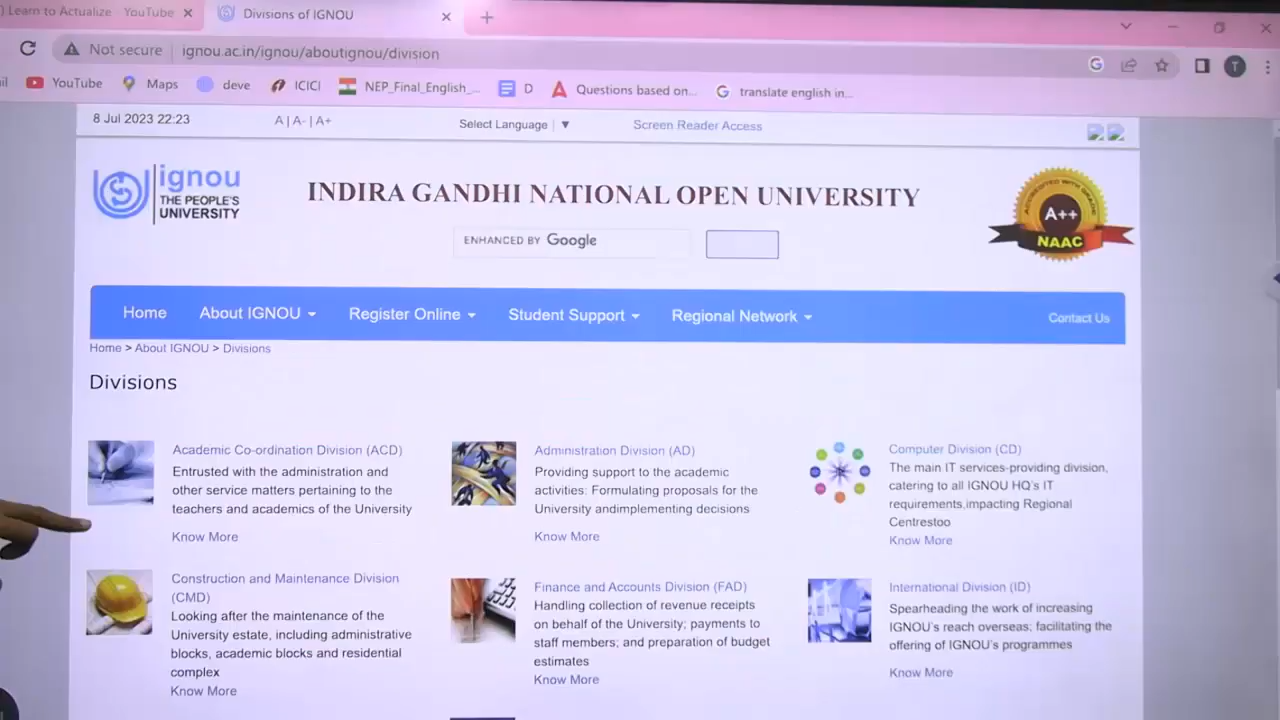 ) Learn to Actualize - YouTube
Divisions of IGNOU
Not secure
ignou.ac.in/ignou/aboutignou/division
YouTube
Maps
deve
ICICI
NEP_Final_English_...
D
Questions based on...
translate english in...
T
8 Jul 2023 22:23
A | A- | A+
Select Language
Screen Reader Access
ignou
THE PEOPLE'S
UNIVERSITY
INDIRA GANDHI NATIONAL OPEN UNIVERSITY
ENHANCED BY Google
ACCREDITED WITH GRADE
A++
NAAC
Home
About IGNOU
Register Online
Student Support
Regional Network
Contact Us
Home > About IGNOU > Divisions
Divisions
Academic Co-ordination Division (ACD)
Entrusted with the administration and
other service matters pertaining to the
teachers and academics of the University
Know More
Administration Division (AD)
Providing support to the academic
activities: Formulating proposals for the
University andimplementing decisions
Know More
Computer Division (CD)
The main IT services-providing division,
catering to all IGNOU HQ's IT
requirements,impacting Regional
Centrestoo
Know More
Construction and Maintenance Division
(CMD)
Looking after the maintenance of the
University estate, including administrative
blocks, academic blocks and residential
complex
Know More
Finance and Accounts Division (FAD)
Handling collection of revenue receipts
on behalf of the University; payments to
staff members; and preparation of budget
estimates
Know More
International Division (ID)
Spearheading the work of increasing
IGNOU's reach overseas; facilitating the
offering of IGNOU's programmes
Know More